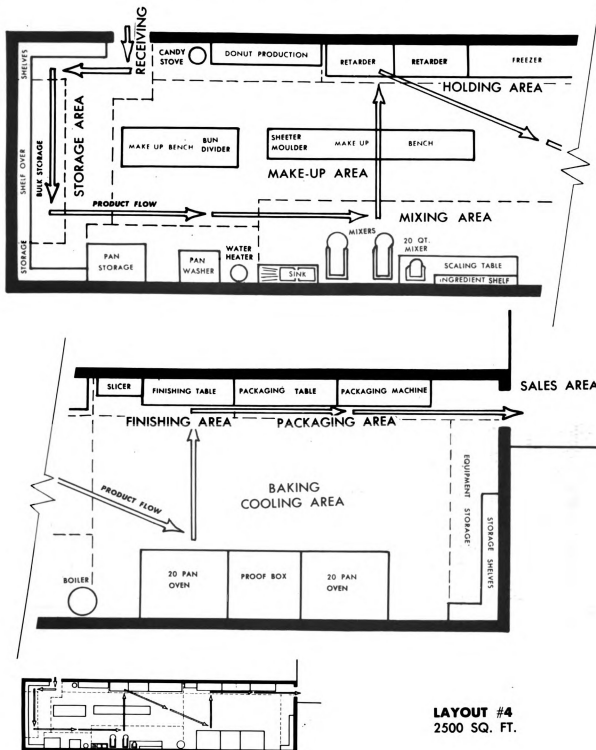 RECEIVING
SHELVES
CANDY
STOVE
DONUT PRODUCTION
RETARDER
RETARDER
FREEZER
HOLDING AREA
STORAGE AREA
BULK STORAGE
SHELF OVER
STORAGE
MAKE UP BENCH
BUN
DIVIDER
SHEETER
MOULDER
MAKE UP
BENCH
MAKE-UP AREA
PRODUCT FLOW
MIXING AREA
MIXERS
PAN
STORAGE
PAN
WASHER
WATER
HEATER
SINK
20 QT.
MIXER
SCALING TABLE
INGREDIENT SHELF
SLICER
FINISHING TABLE
PACKAGING TABLE
PACKAGING MACHINE
SALES AREA
FINISHING AREA
PACKAGING AREA
PRODUCT FLOW
BAKING
COOLING AREA
EQUIPMENT STORAGE
STORAGE SHELVES
BOILER
20 PAN
OVEN
PROOF BOX
20 PAN
OVEN
LAYOUT #4
2500 SQ. FT.